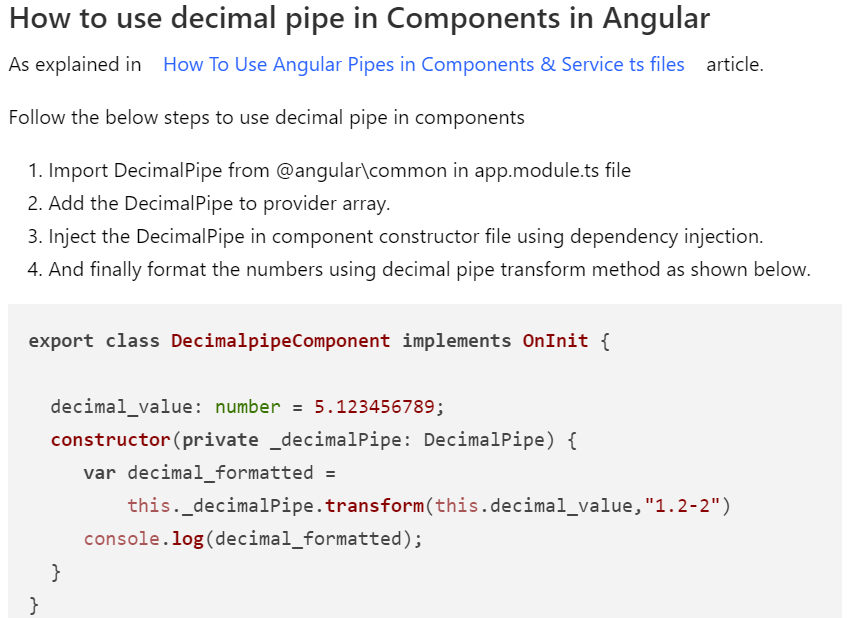 How to use decimal pipe in Components in Angular
As explained in How To Use Angular Pipes in Components & Service ts files article.
Follow the below steps to use decimal pipe in components
1. Import DecimalPipe from @angular\common in app.module.ts file
2. Add the DecimalPipe to provider array.
3. Inject the DecimalPipe in component constructor file using dependency injection.
4. And finally format the numbers using decimal pipe transform method as shown below.
export class DecimalpipeComponent implements OnInit {
decimal_value: number = 5.123456789;
constructor(private _decimalPipe: DecimalPipe) {
var decimal_formatted =
this._decimalPipe.transform(this.decimal_value,"1.2-2")
console.log(decimal_formatted);
}
}